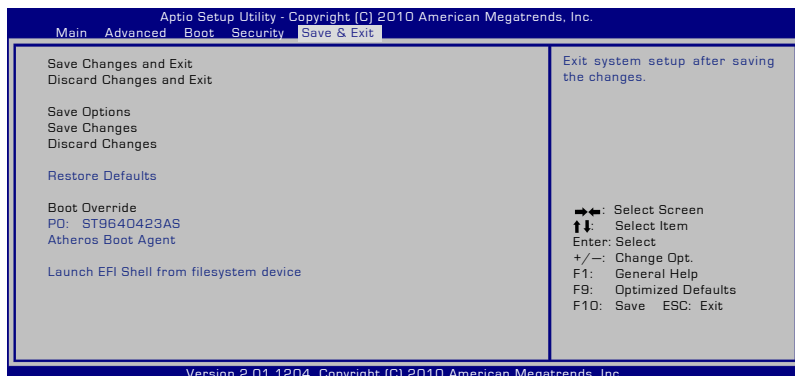 Aptio Setup Utility - Copyright (C) 2010 American Megatrends, Inc.
Main Advanced Boot Security Save & Exit
Save Changes and Exit
Discard Changes and Exit
Save Options
Save Changes
Discard Changes
Restore Defaults
Boot Override
P0: ST9640423AS
Atheros Boot Agent
Launch EFI Shell from filesystem device
Exit system setup after saving
the changes.
→←: Select Screen
↑↓: Select Item
Enter: Select
+/—: Change Opt.
F1: General Help
F9: Optimized Defaults
F10: Save ESC: Exit
Version 2.01.1204. Copyright (C) 2010 American Megatrends, Inc.